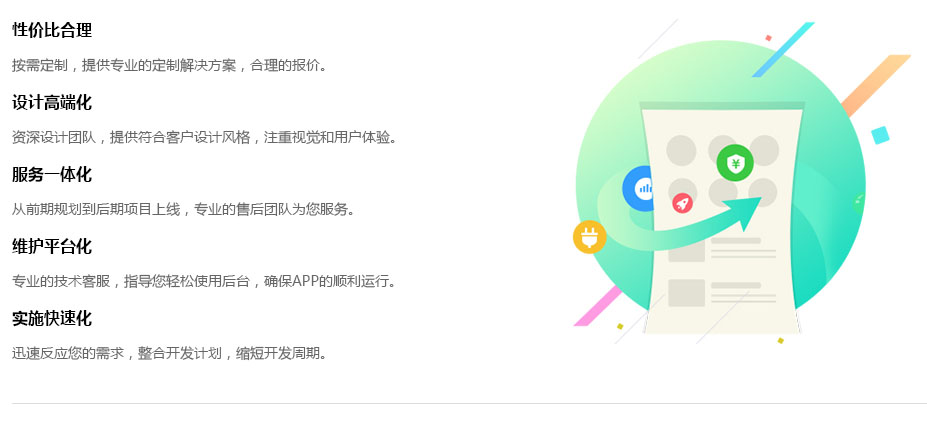 性价比合理
按需定制，提供专业的定制解决方案，合理的报价。
设计高端化
资深设计团队，提供符合客户设计风格，注重视觉和用户体验。
服务一体化
从前期规划到后期项目上线，专业的售后团队为您服务。
维护平台化
专业的技术客服，指导您轻松使用后台，确保APP的顺利运行。
实施快速化
迅速反应您的需求，整合开发计划，缩短开发周期。
¥